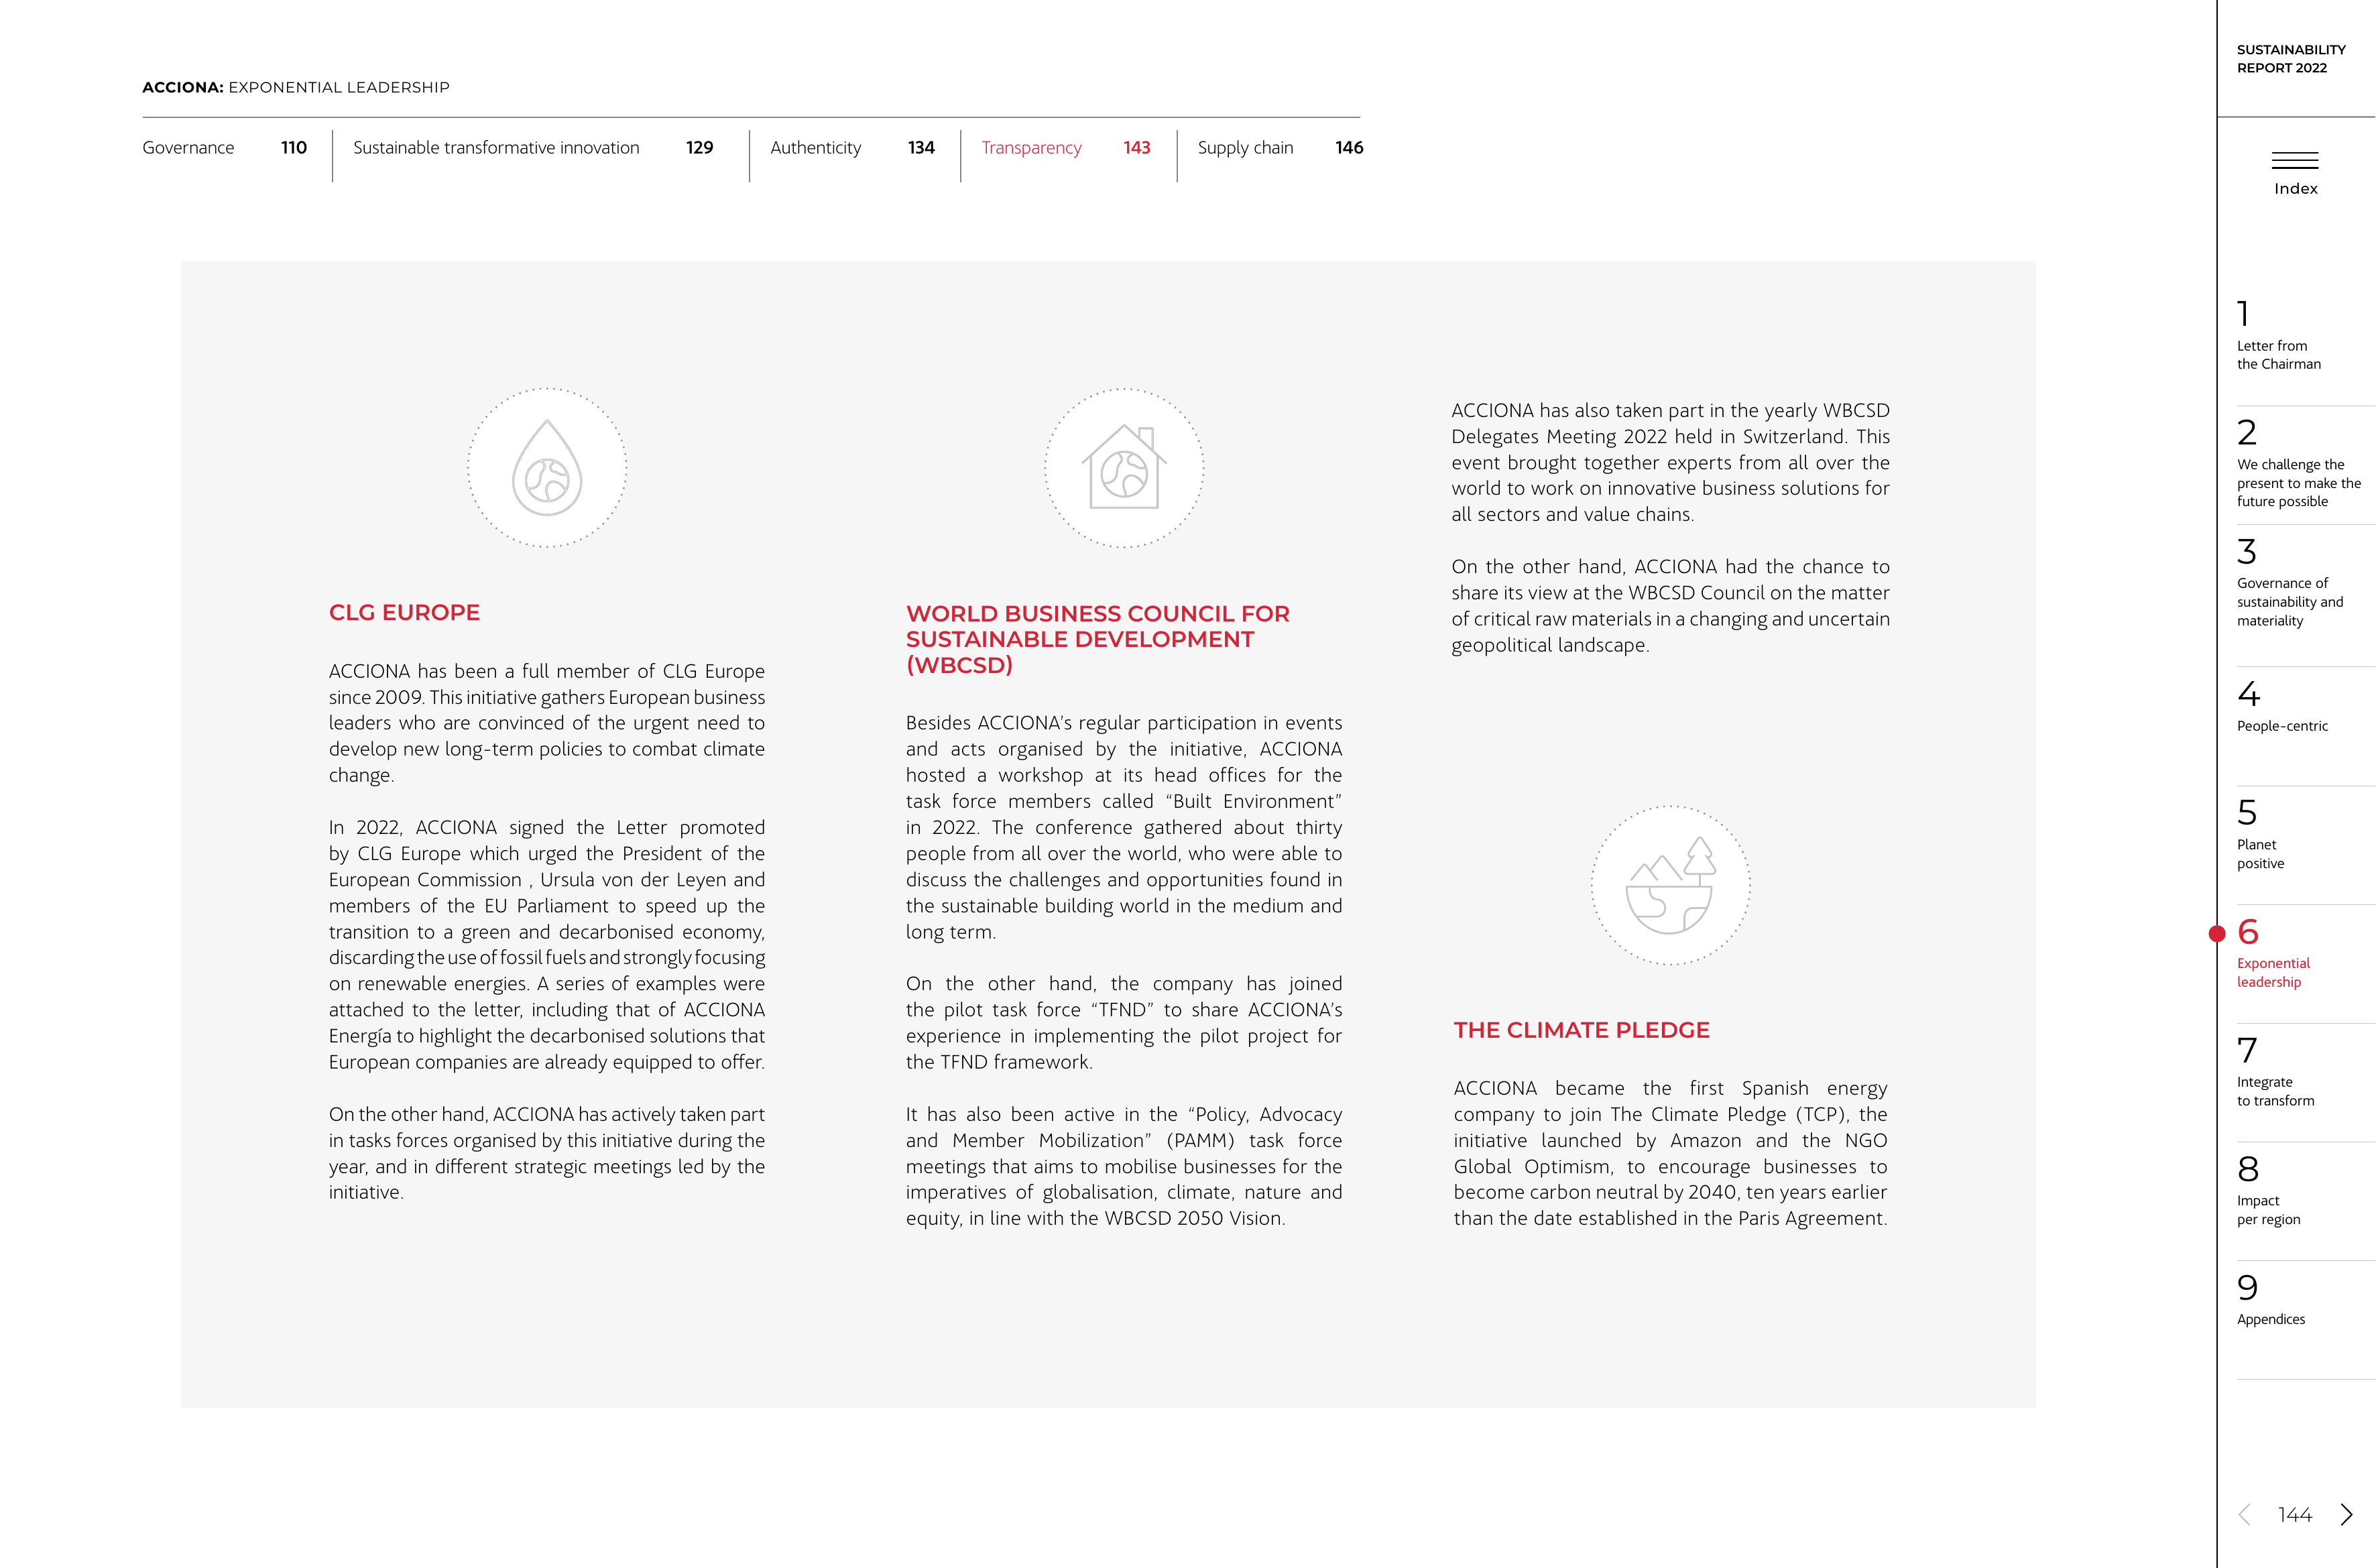 ACCIONA: EXPONENTIAL LEADERSHIP
Governance 110
Sustainable transformative innovation 129
Authenticity 134
Transparency 143
Supply chain 146
CLG EUROPE
ACCIONA has been a full member of CLG Europe
since 2009. This initiative gathers European business
leaders who are convinced of the urgent need to
develop new long-term policies to combat climate
change.
In 2022, ACCIONA signed the Letter promoted
by CLG Europe which urged the President of the
European Commission , Ursula von der Leyen and
members of the EU Parliament to speed up the
transition to a green and decarbonised economy,
discarding the use of fossil fuels and strongly focusing
on renewable energies. A series of examples were
attached to the letter, including that of ACCIONA
Energía to highlight the decarbonised solutions that
European companies are already equipped to offer.
On the other hand, ACCIONA has actively taken part
in tasks forces organised by this initiative during the
year, and in different strategic meetings led by the
initiative.
WORLD BUSINESS COUNCIL FOR
SUSTAINABLE DEVELOPMENT
(WBCSD)
Besides ACCIONA’s regular participation in events
and acts organised by the initiative, ACCIONA
hosted a workshop at its head offices for the
task force members called “Built Environment”
in 2022. The conference gathered about thirty
people from all over the world, who were able to
discuss the challenges and opportunities found in
the sustainable building world in the medium and
long term.
On the other hand, the company has joined
the pilot task force “TFND” to share ACCIONA’s
experience in implementing the pilot project for
the TFND framework.
It has also been active in the “Policy, Advocacy
and Member Mobilization” (PAMM) task force
meetings that aims to mobilise businesses for the
imperatives of globalisation, climate, nature and
equity, in line with the WBCSD 2050 Vision.
ACCIONA has also taken part in the yearly WBCSD
Delegates Meeting 2022 held in Switzerland. This
event brought together experts from all over the
world to work on innovative business solutions for
all sectors and value chains.
On the other hand, ACCIONA had the chance to
share its view at the WBCSD Council on the matter
of critical raw materials in a changing and uncertain
geopolitical landscape.
THE CLIMATE PLEDGE
ACCIONA became the first Spanish energy
company to join The Climate Pledge (TCP), the
initiative launched by Amazon and the NGO
Global Optimism, to encourage businesses to
become carbon neutral by 2040, ten years earlier
than the date established in the Paris Agreement.
SUSTAINABILITY
REPORT 2022
Index
1
Letter from
the Chairman
2
We challenge the
present to make the
future possible
3
Governance of
sustainability and
materiality
4
People-centric
5
Planet
positive
6
Exponential
leadership
7
Integrate
to transform
8
Impact
per region
9
Appendices
144